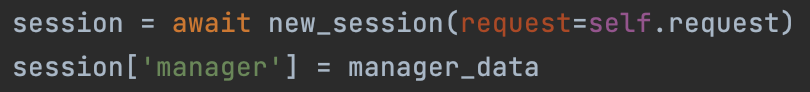 session = await new_session(request=self.request)
session['manager'] = manager_data